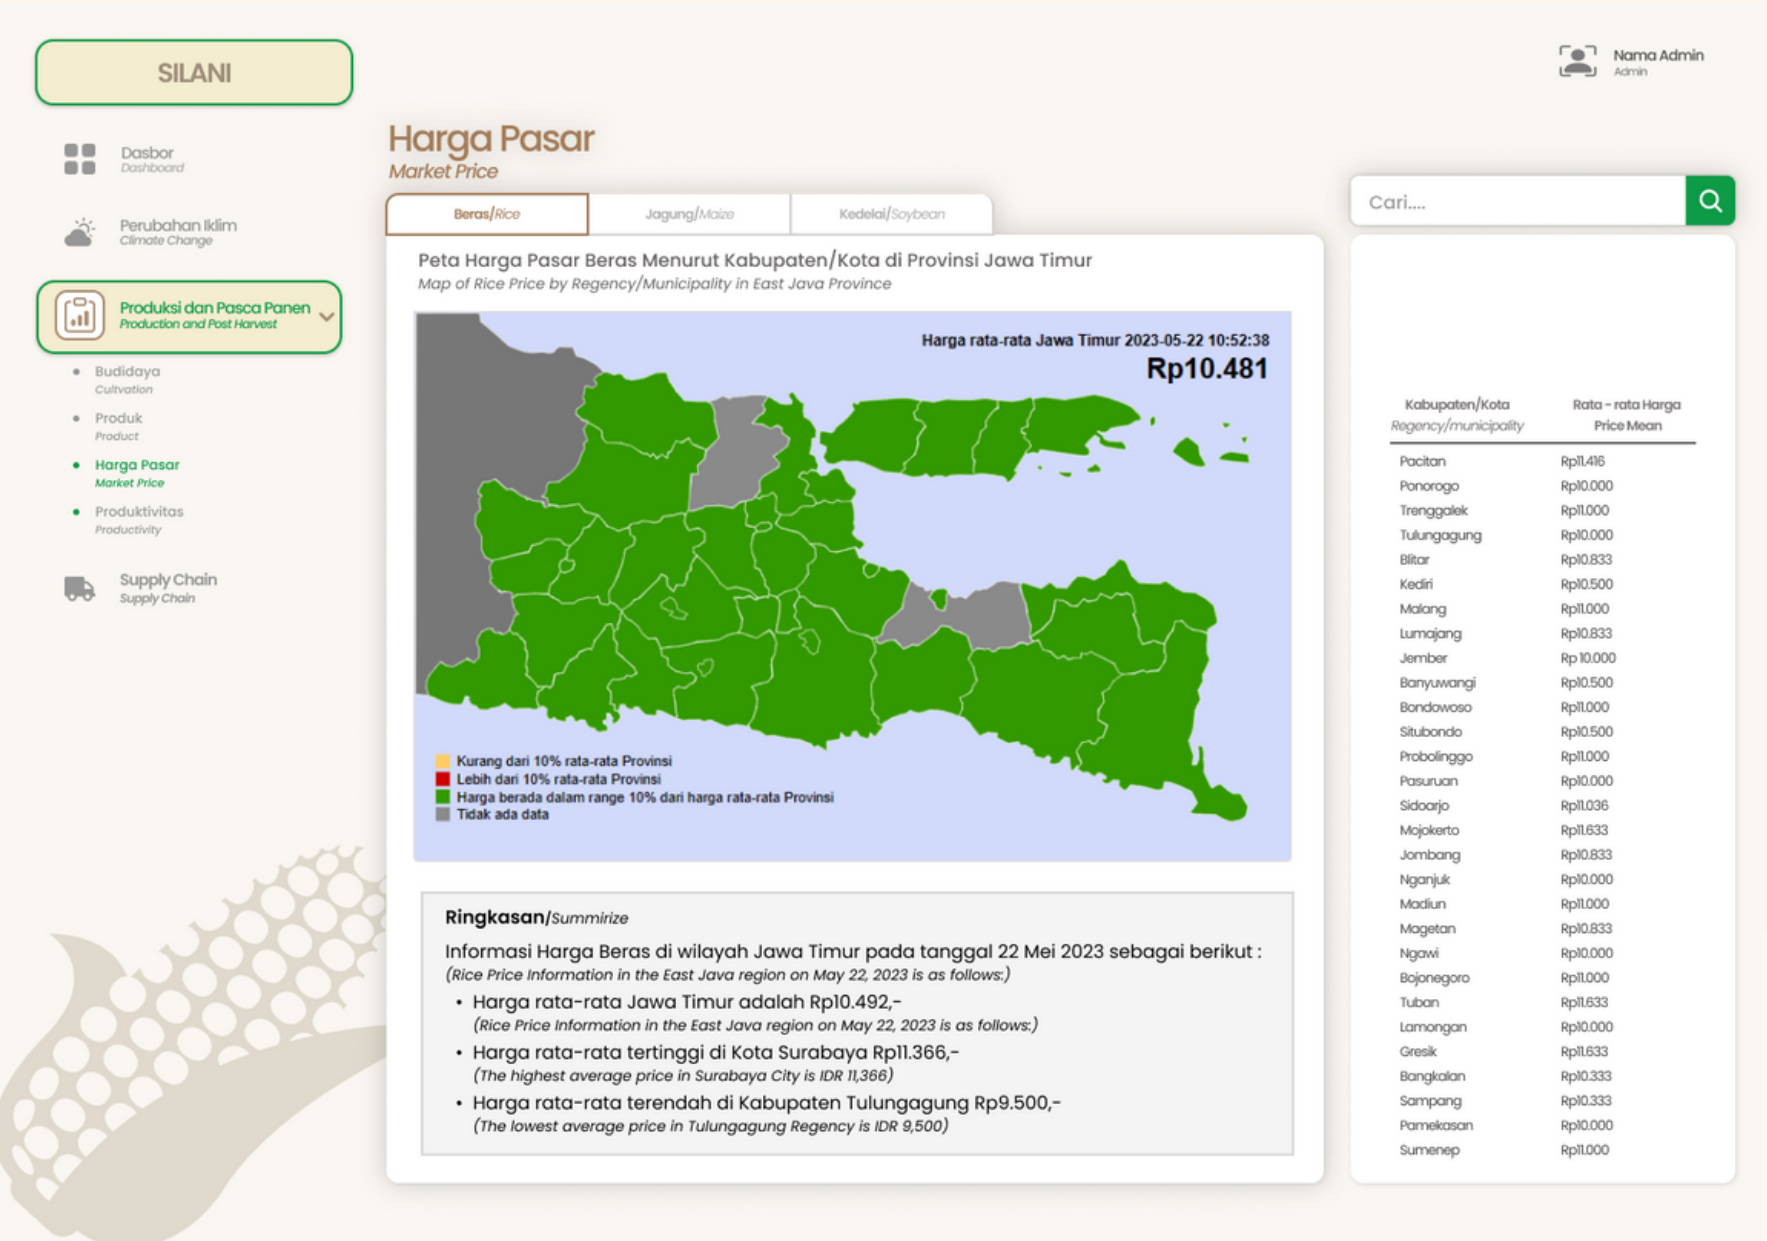 SILANI
Nama Admin
Admin
Dasbor
Dashboard
Perubahan Iklim
Climate Change
Produksi dan Pasca Panen
Production and Post Harvest
Budidaya
Cultvation
Produk
Product
Harga Pasar
Market Price
Produktivitas
Productivity
Supply Chain
Supply Chain
Harga Pasar
Market Price
Beras/Rice
Jagung/Maize
Kedelai/Soybean
Peta Harga Pasar Beras Menurut Kabupaten/Kota di Provinsi Jawa Timur
Map of Rice Price by Regency/Municipality in East Java Province
Harga rata-rata Jawa Timur 2023-05-22 10:52:38
Rp10.481
Kurang dari 10% rata-rata Provinsi
Lebih dari 10% rata-rata Provinsi
Harga berada dalam range 10% dari harga rata-rata Provinsi
Tidak ada data
Ringkasan/Summirize
Informasi Harga Beras di wilayah Jawa Timur pada tanggal 22 Mei 2023 sebagai berikut :
(Rice Price Information in the East Java region on May 22, 2023 is as follows:)
• Harga rata-rata Jawa Timur adalah Rp10.492,-
(Rice Price Information in the East Java region on May 22, 2023 is as follows:)
• Harga rata-rata tertinggi di Kota Surabaya Rp11.366,-
(The highest average price in Surabaya City is IDR 11,366)
• Harga rata-rata terendah di Kabupaten Tulungagung Rp9.500,-
(The lowest average price in Tulungagung Regency is IDR 9,500)
Cari....
Kabupaten/Kota Rata - rata Harga
Regency/municipality Price Mean
Pacitan Rp11.416
Ponorogo Rp10.000
Trenggalek Rp11.000
Tulungagung Rp10.000
Blitar Rp10.833
Kediri Rp10.500
Malang Rp11.000
Lumajang Rp10.833
Jember Rp 10.000
Banyuwangi Rp10.500
Bondowoso Rp11.000
Situbondo Rp10.500
Probolinggo Rp11.000
Pasuruan Rp10.000
Sidoarjo Rp11.036
Mojokerto Rp11.633
Jombang Rp10.833
Nganjuk Rp10.000
Madiun Rp11.000
Magetan Rp10.833
Ngawi Rp10.000
Bojonegoro Rp11.000
Tuban Rp11.633
Lamongan Rp10.000
Gresik Rp11.633
Bangkalan Rp10.333
Sampang Rp10.333
Pamekasan Rp10.000
Sumenep Rp11.000